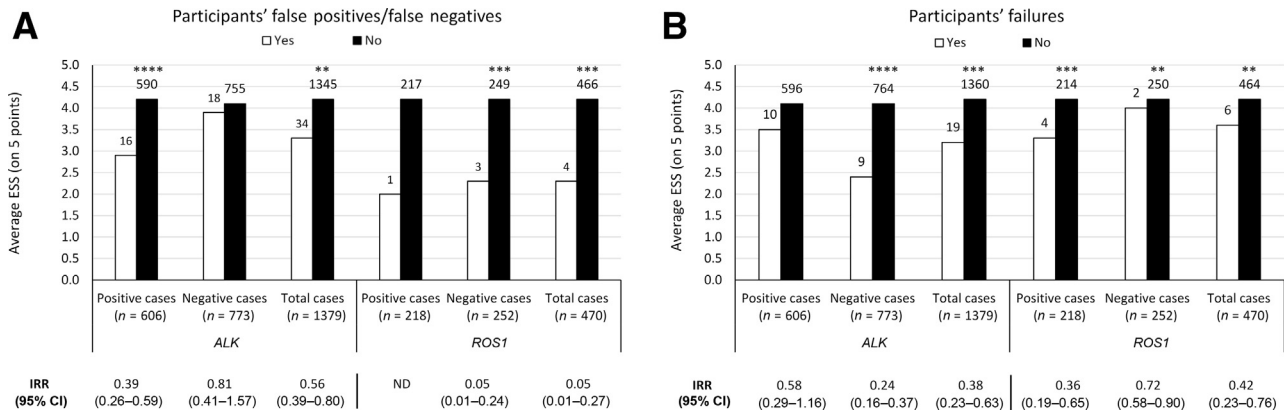 A
Participants' false positives/false negatives
Yes No
Average ESS (on 5 points)
5.0
4.5
4.0
3.5
3.0
2.5
2.0
1.5
1.0
0.5
0.0
**** ** *** ***
16 590 18 755 34 1345 1 217 3 249 4 466
Positive cases Negative cases Total cases Positive cases Negative cases Total cases
(n = 606) (n = 773) (n = 1379) (n = 218) (n = 252) (n = 470)
ALK ROS1
IRR 0.39 0.81 0.56 ND 0.05 0.05
(95% CI) (0.26–0.59) (0.41–1.57) (0.39–0.80) (0.01–0.24) (0.01–0.27)
B
Participants' failures
Yes No
Average ESS (on 5 points)
5.0
4.5
4.0
3.5
3.0
2.5
2.0
1.5
1.0
0.5
0.0
**** *** *** ** **
10 596 9 764 19 1360 4 214 2 250 6 464
Positive cases Negative cases Total cases Positive cases Negative cases Total cases
(n = 606) (n = 773) (n = 1379) (n = 218) (n = 252) (n = 470)
ALK ROS1
IRR 0.58 0.24 0.38 0.36 0.72 0.42
(95% CI) (0.29–1.16) (0.16–0.37) (0.23–0.63) (0.19–0.65) (0.58–0.90) (0.23–0.76)